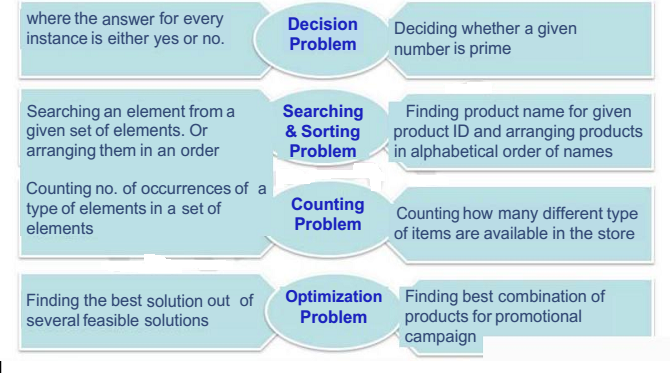 where the answer for every
instance is either yes or no.
Decision
Problem
Deciding whether a given
number is prime
Searching an element from a
given set of elements. Or
arranging them in an order
Searching
& Sorting
Problem
Finding product name for given
product ID and arranging products
in alphabetical order of names
Counting no. of occurrences of a
type of elements in a set of
elements
Counting
Problem
Counting how many different type
of items are available in the store
Finding the best solution out of
several feasible solutions
Optimization
Problem
Finding best combination of
products for promotional
campaign